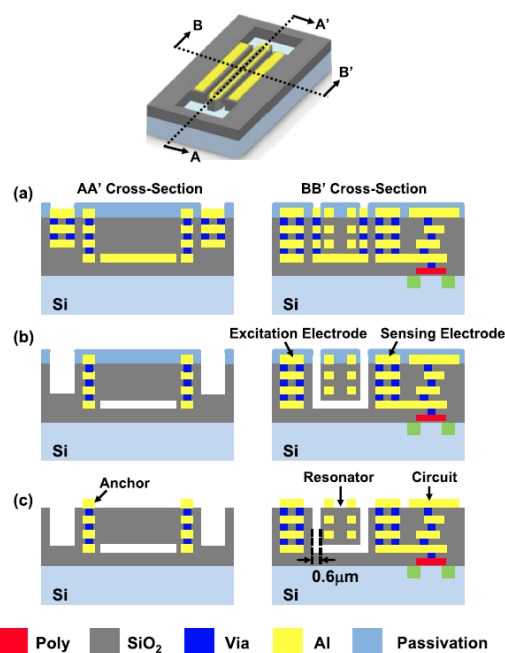 A'
B
B'
A
(a)
AA' Cross-Section
BB' Cross-Section
Si
Si
(b)
Excitation Electrode
Sensing Electrode
Si
Si
(c)
Anchor
Resonator
Circuit
0.6μm
Si
Si
Poly
SiO2
Via
Al
Passivation